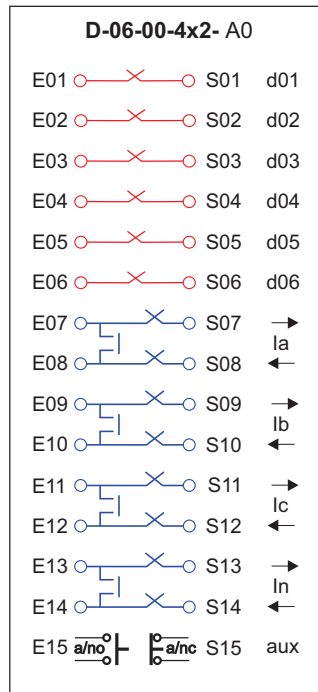 D-06-00-4x2- A0
E01 S01 d01
E02 S02 d02
E03 S03 d03
E04 S04 d04
E05 S05 d05
E06 S06 d06
E07 S07
Ia
E08 S08
E09 S09
Ib
E10 S10
E11 S11
Ic
E12 S12
E13 S13
In
E14 S14
E15 a/no a/nc S15 aux